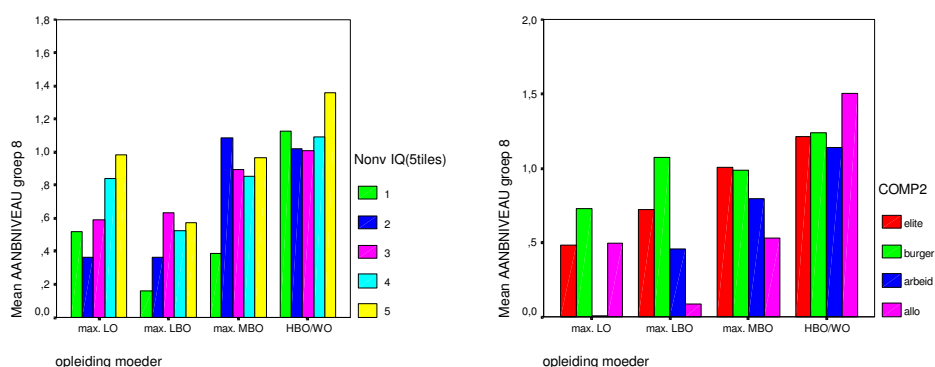 Mean AANBNIVEAU groep 8
1,8
1,6
1,4
1,2
1,0
,8
,6
,4
,2
0,0
max. LO
max. LBO
max. MBO
HBO/WO
opleiding moeder
Nonv IQ(5tiles)
1
2
3
4
5
Mean AANBNIVEAU groep 8
2,0
1,5
1,0
,5
0,0
max. LO
max. LBO
max. MBO
HBO/WO
opleiding moeder
COMP2
elite
burger
arbeid
allo